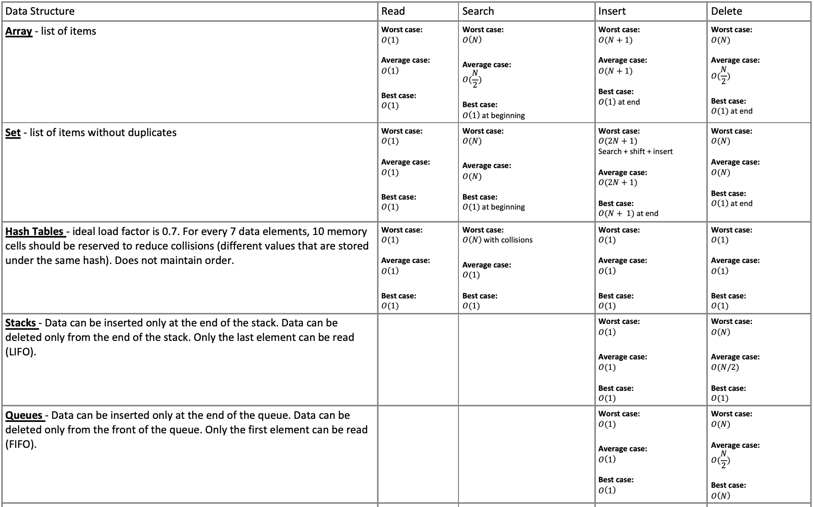 Data Structure
Read
Search
Insert
Delete
Array - list of items
Worst case:
O(1)
Average case:
O(1)
Best case:
O(1)
Worst case:
O(N)
Average case:
O(N/2)
Best case:
O(1) at beginning
Worst case:
O(N + 1)
Average case:
O(N + 1)
Best case:
O(1) at end
Worst case:
O(N)
Average case:
O(N/2)
Best case:
O(1) at end
Set - list of items without duplicates
Worst case:
O(1)
Average case:
O(1)
Best case:
O(1)
Worst case:
O(N)
Average case:
O(N)
Best case:
O(1) at beginning
Worst case:
O(2N + 1)
Search + shift + insert
Average case:
O(2N + 1)
Best case:
O(N + 1) at end
Worst case:
O(N)
Average case:
O(N)
Best case:
O(1) at end
Hash Tables - ideal load factor is 0.7. For every 7 data elements, 10 memory
cells should be reserved to reduce collisions (different values that are stored
under the same hash). Does not maintain order.
Worst case:
O(1)
Average case:
O(1)
Best case:
O(1)
Worst case:
O(N) with collisions
Average case:
O(1)
Best case:
O(1)
Worst case:
O(1)
Average case:
O(1)
Best case:
O(1)
Worst case:
O(1)
Average case:
O(1)
Best case:
O(1)
Stacks - Data can be inserted only at the end of the stack. Data can be
deleted only from the end of the stack. Only the last element can be read
(LIFO).
Worst case:
O(1)
Average case:
O(1)
Best case:
O(1)
Worst case:
O(N)
Average case:
O(N/2)
Best case:
O(1)
Queues - Data can be inserted only at the end of the queue. Data can be
deleted only from the front of the queue. Only the first element can be read
(FIFO).
Worst case:
O(1)
Average case:
O(1)
Best case:
O(1)
Worst case:
O(N)
Average case:
O(N/2)
Best case:
O(N)